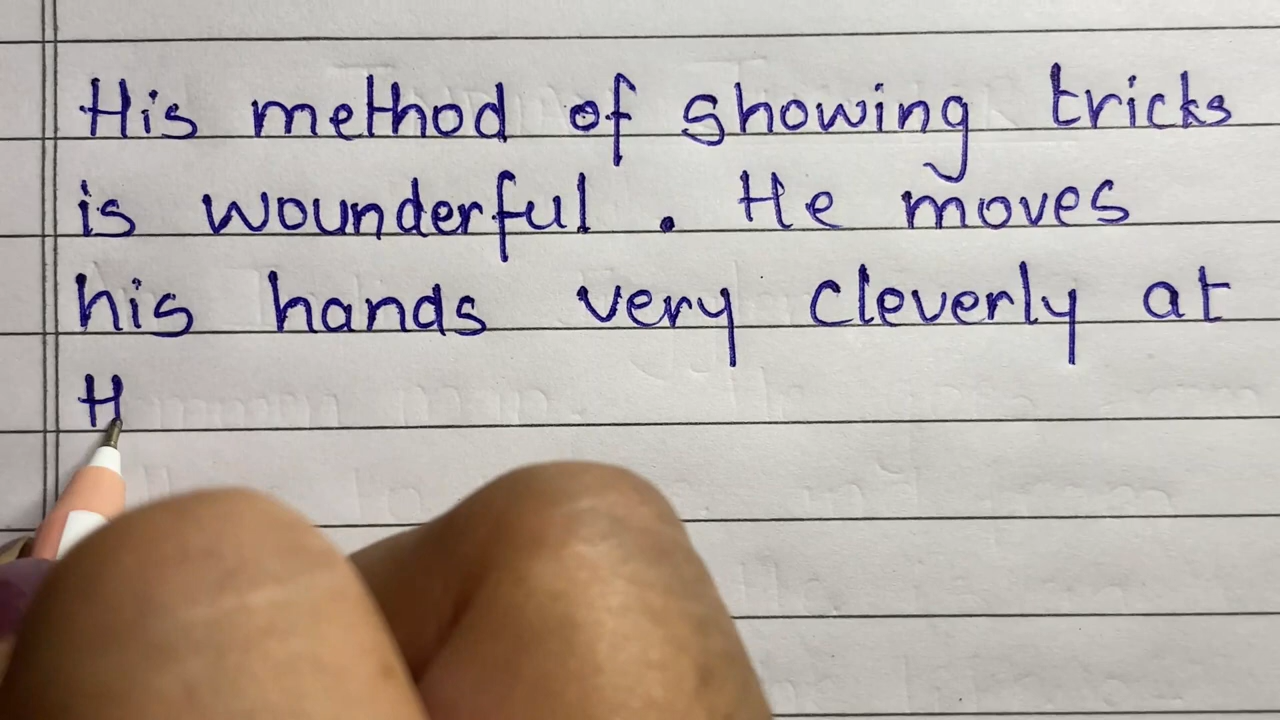 His method of showing tricks
is wounderful. He moves
his hands very cleverly at
H